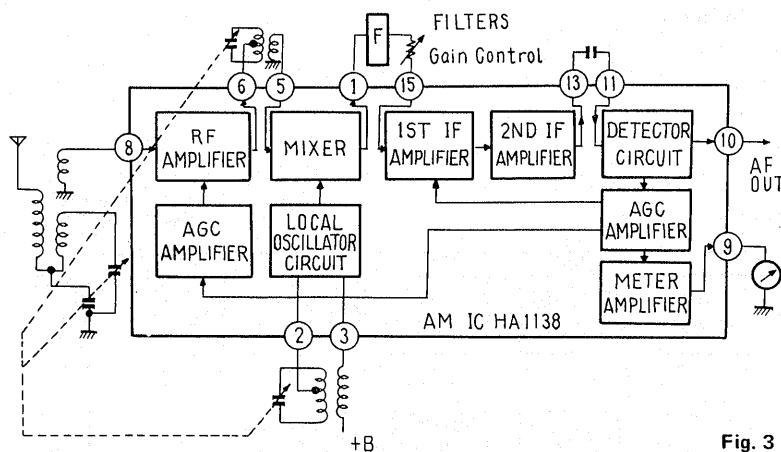 F
FILTERS
Gain Control
6
5
1
15
13
11
8
RF
AMPLIFIER
MIXER
1ST IF
AMPLIFIER
2ND IF
AMPLIFIER
DETECTOR
CIRCUIT
10
AF
OUT
AGC
AMPLIFIER
LOCAL
OSCILLATOR
CIRCUIT
AGC
AMPLIFIER
9
METER
AMPLIFIER
2
3
AM IC HA1138
+B
Fig. 3